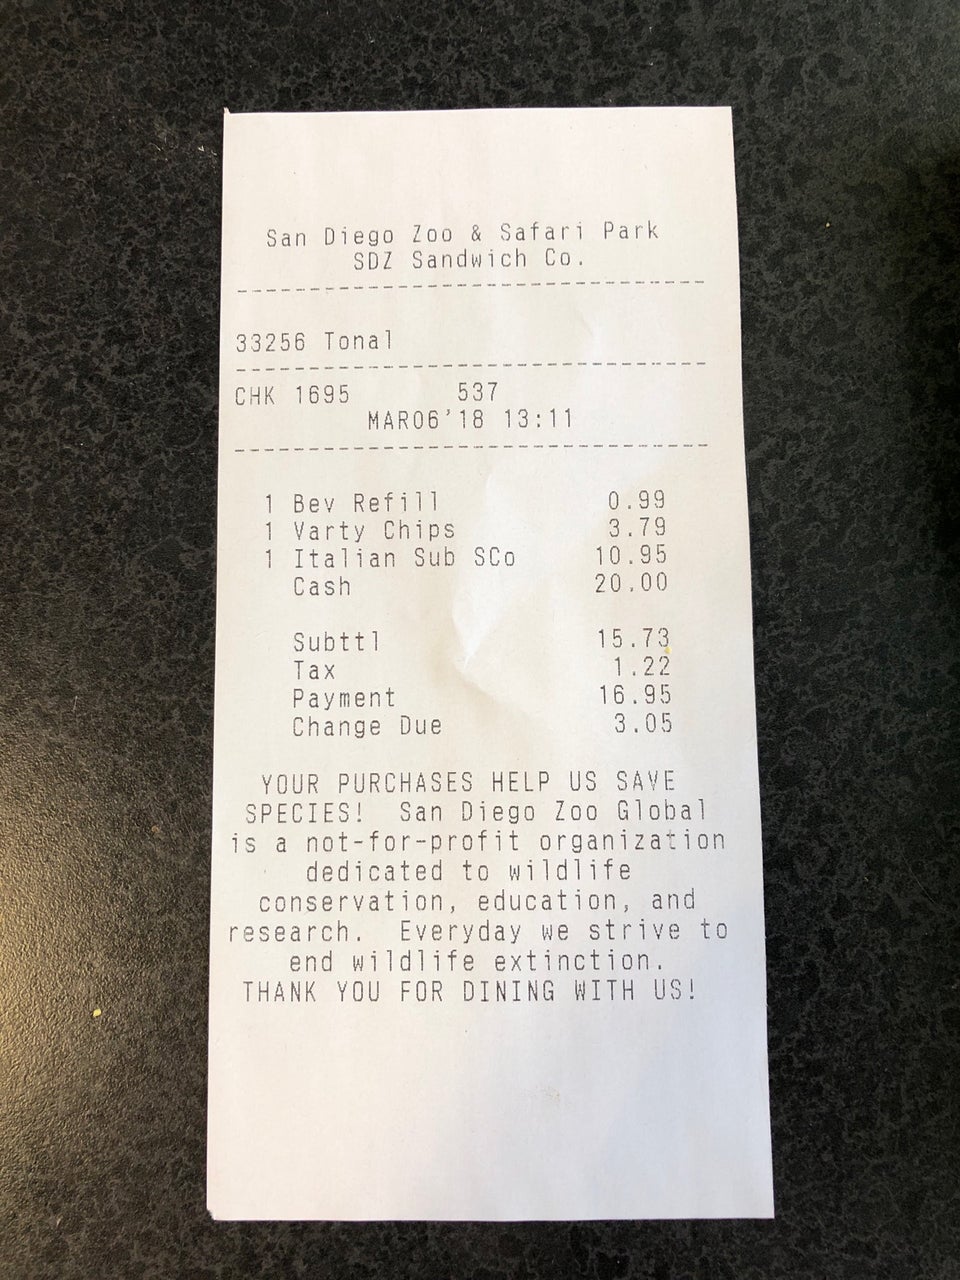 San Diego Zoo & Safari Park
SDZ Sandwich Co.
33256 Tonal
CHK 1695 537
MAR06'18 13:11
1 Bev Refill 0.99
1 Varty Chips 3.79
1 Italian Sub SCo 10.95
Cash 20.00
Subttl 15.73
Tax 1.22
Payment 16.95
Change Due 3.05
YOUR PURCHASES HELP US SAVE
SPECIES! San Diego Zoo Global
is a not-for-profit organization
dedicated to wildlife
conservation, education, and
research. Everyday we strive to
end wildlife extinction.
THANK YOU FOR DINING WITH US!